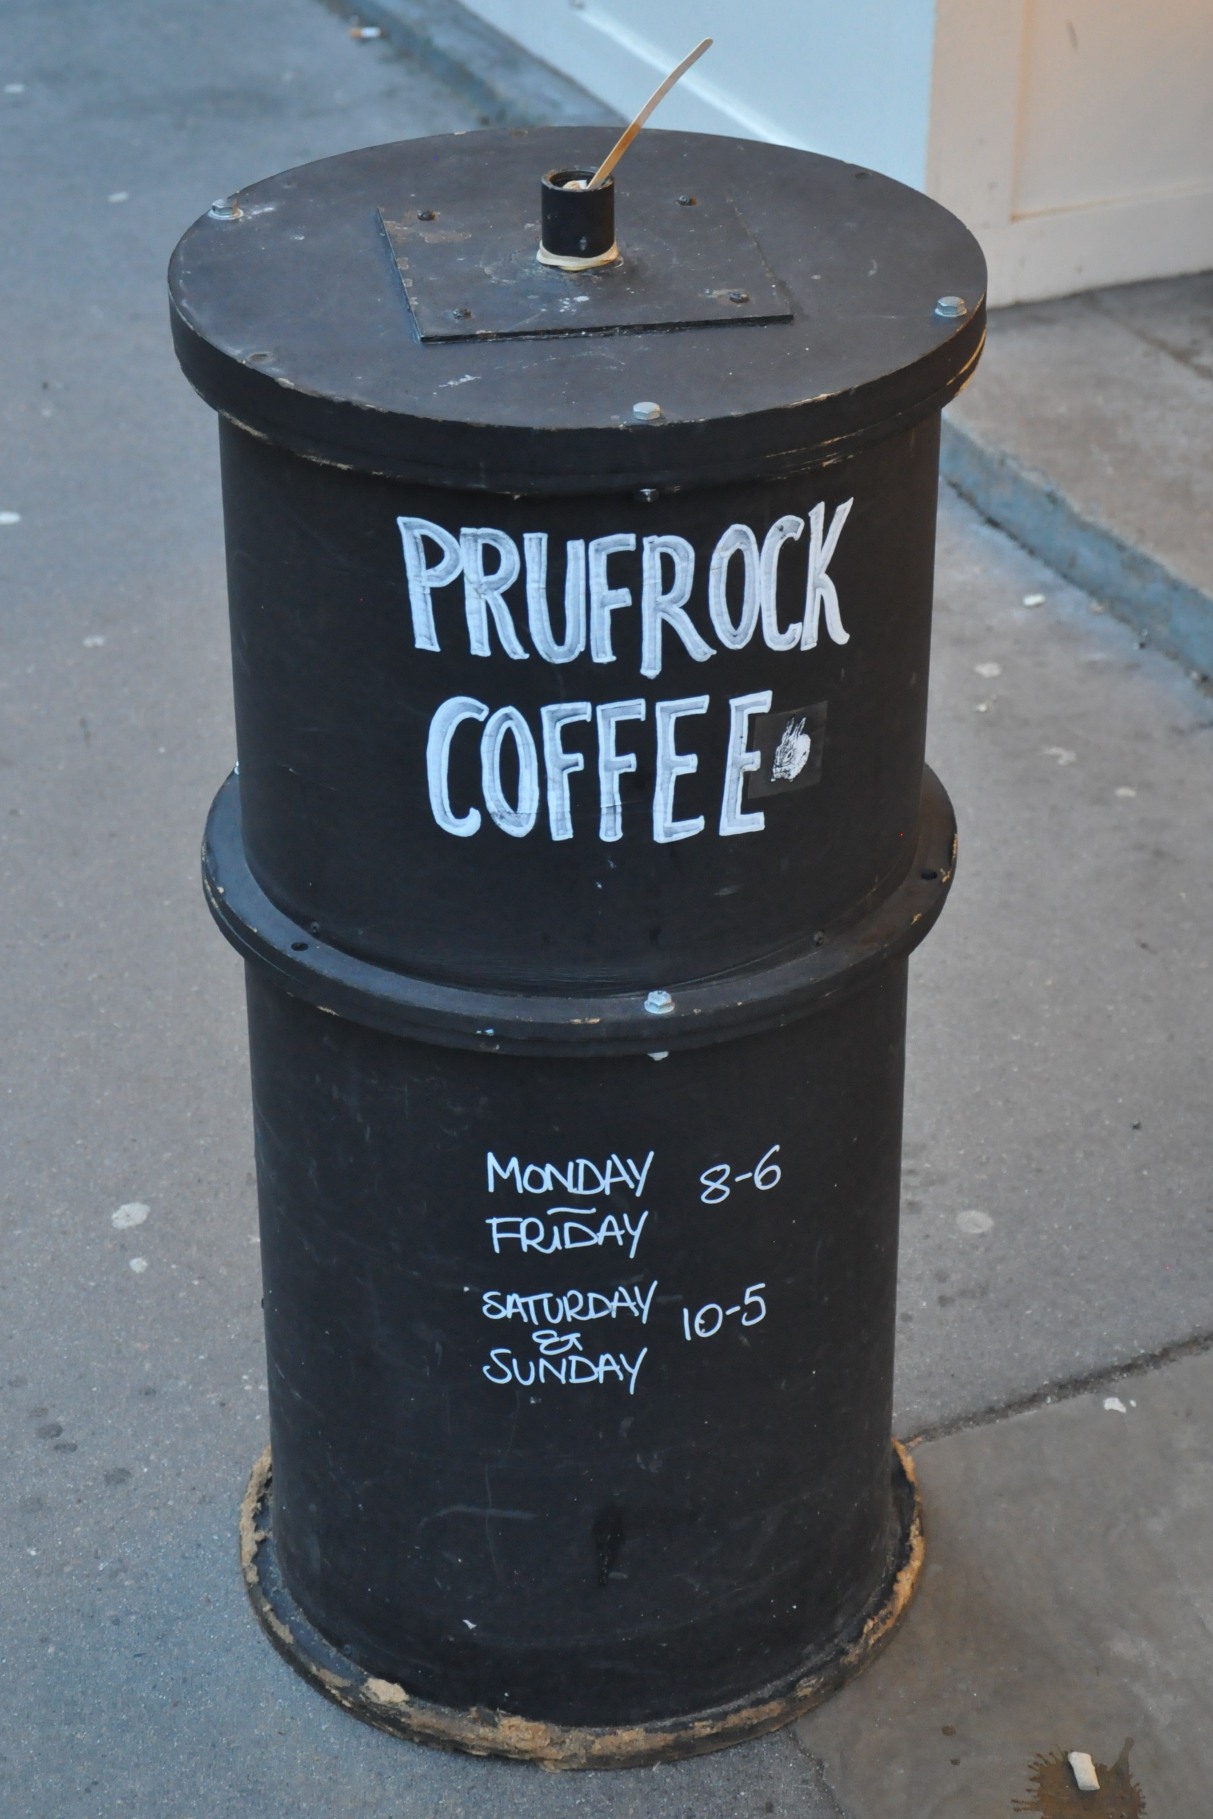 PRUFROCK
COFFEE
MONDAY 8-6
–
FRIDAY
SATURDAY 10-5
&
SUNDAY